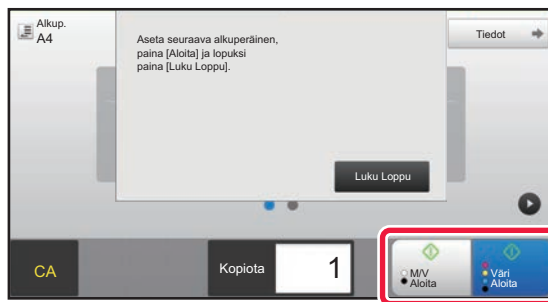 Alkup.
A4
Aseta seuraava alkuperäinen,
paina [Aloita] ja lopuksi
paina [Luku Loppu].
Tiedot
Luku Loppu
CA
Kopiota
1
M/V
Aloita
Väri
Aloita